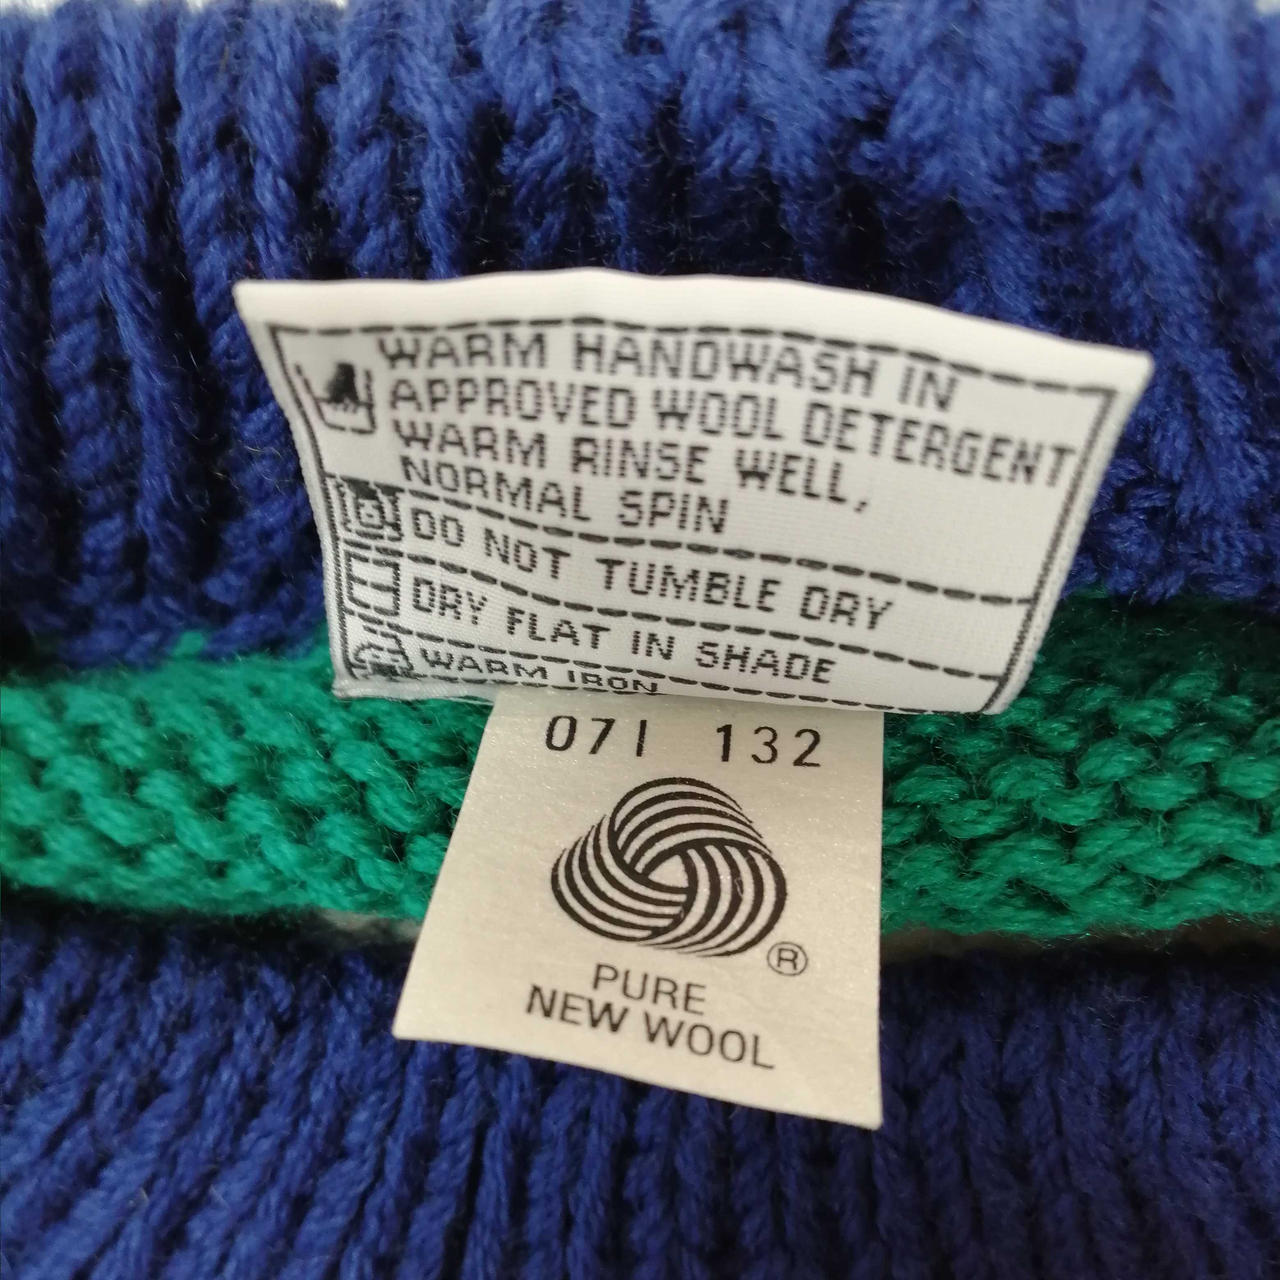 WARM HANDWASH IN
APPROVED WOOL DETERGENT
WARM RINSE WELL,
NORMAL SPIN
DO NOT TUMBLE DRY
DRY FLAT IN SHADE
WARM IRON
071 132
®
PURE
NEW WOOL